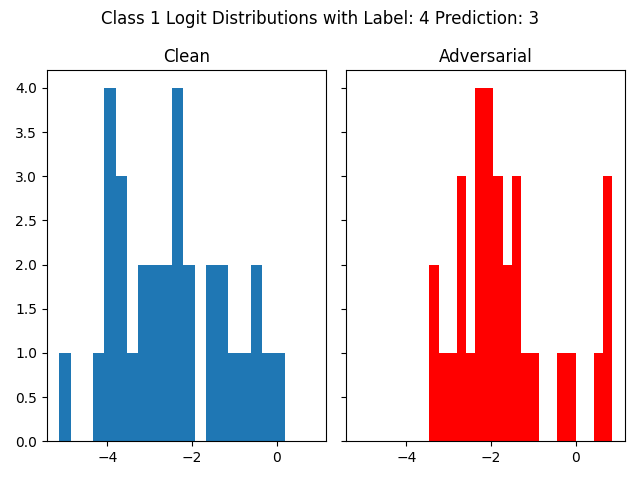 Class 1 Logit Distributions with Label: 4 Prediction: 3
Clean
Adversarial
4.0
3.5
3.0
2.5
2.0
1.5
1.0
0.5
0.0
−4 −2 0
−4 −2 0